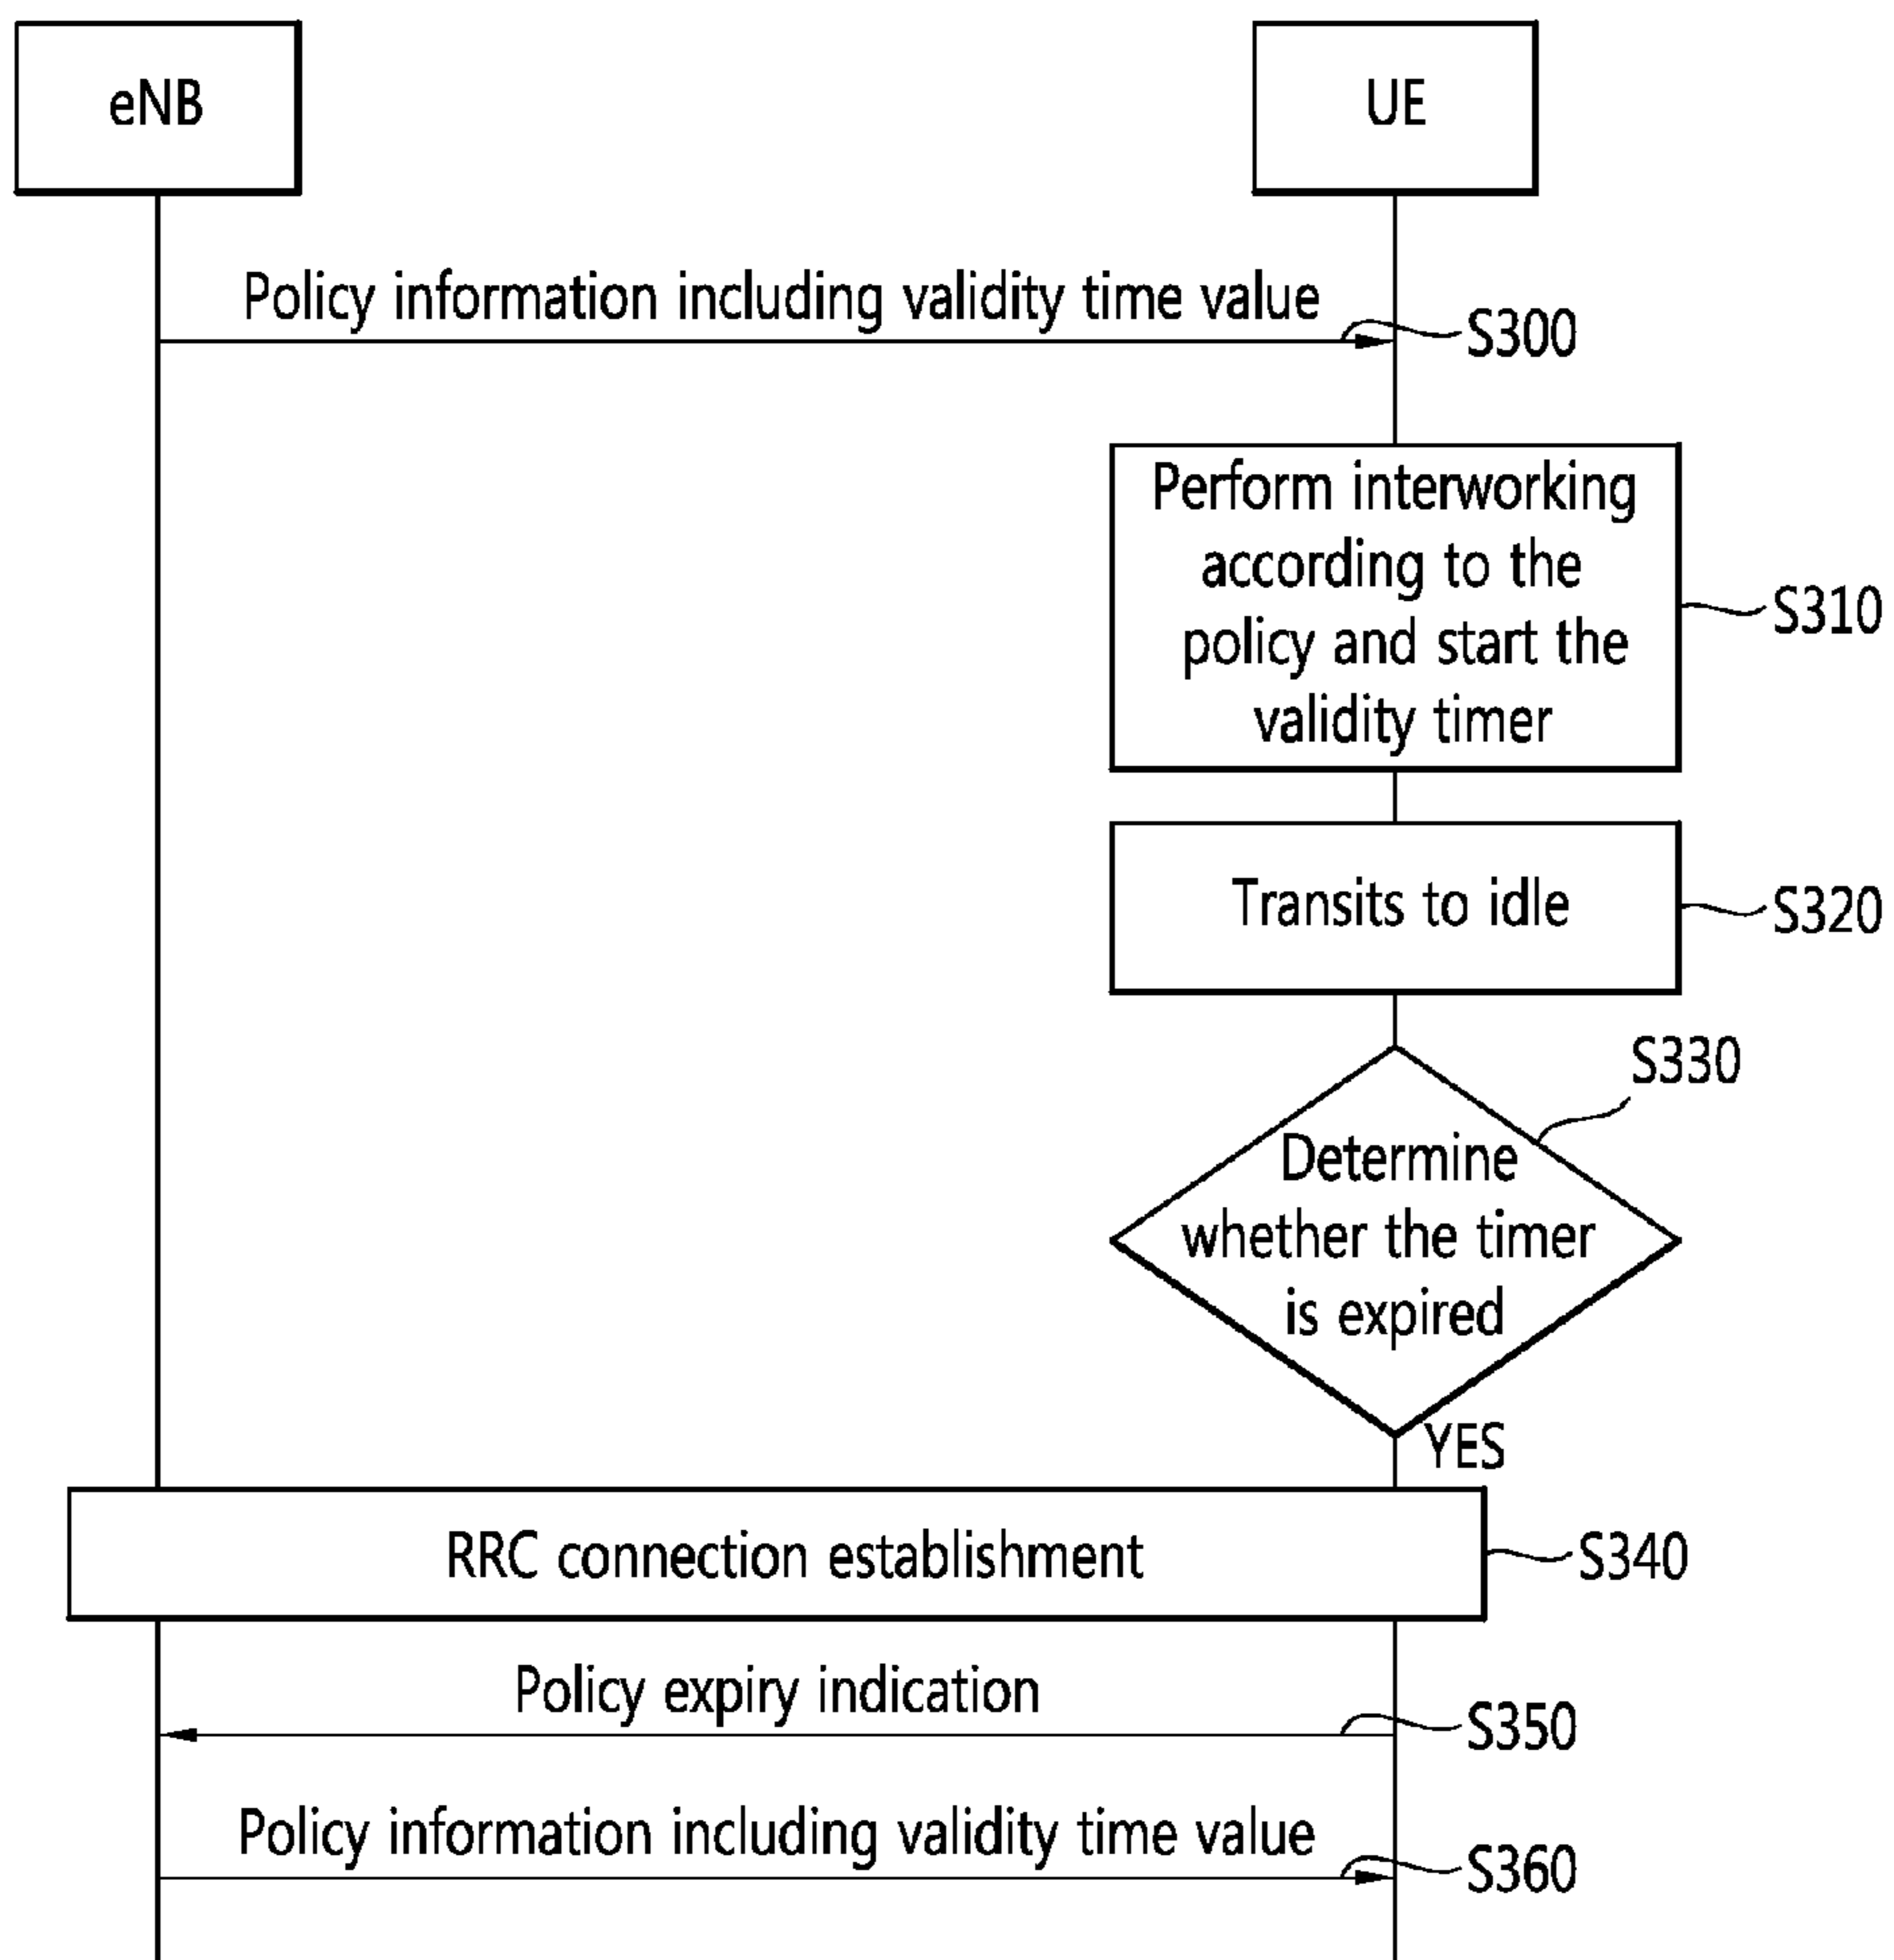 eNB
UE
Policy information including validity time value
S300
Perform interworking
according to the
policy and start the
validity timer
S310
Transits to idle
S320
S330
Determine
whether the timer
is expired
YES
RRC connection establishment
S340
Policy expiry indication
S350
Policy information including validity time value
S360